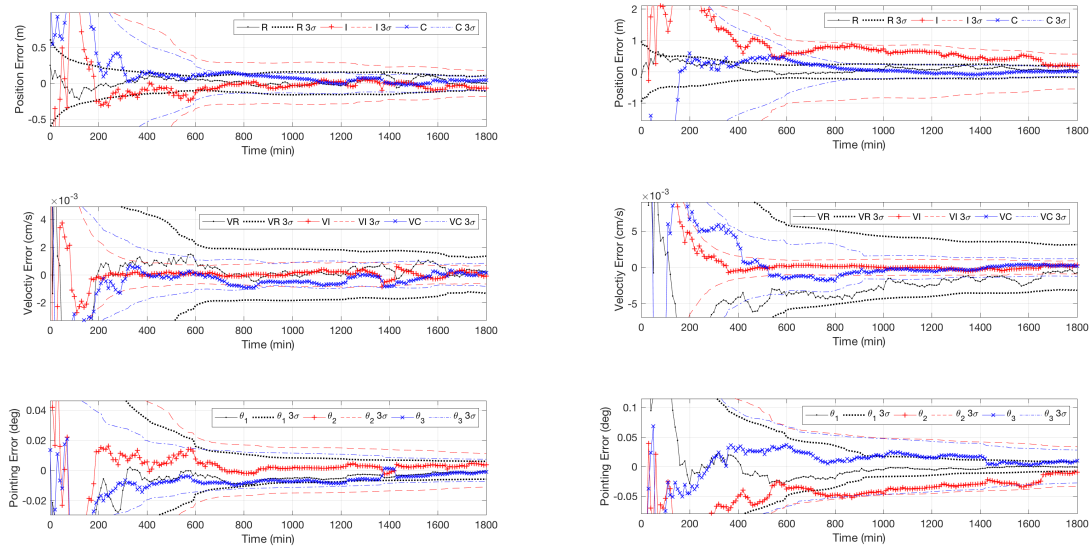 R R 3σ I I 3σ C C 3σ
Position Error (m)
0.5
0
-0.5
0 200 400 600 800 1000 1200 1400 1600 1800
Time (min)
R R 3σ I I 3σ C C 3σ
Position Error (m)
2
1
0
-1
0 200 400 600 800 1000 1200 1400 1600 1800
Time (min)
×10⁻³
VR VR 3σ VI VI 3σ VC VC 3σ
Veloctiy Error (cm/s)
4
2
0
-2
0 200 400 600 800 1000 1200 1400 1600 1800
Time (min)
×10⁻³
VR VR 3σ VI VI 3σ VC VC 3σ
Veloctiy Error (cm/s)
5
0
-5
0 200 400 600 800 1000 1200 1400 1600 1800
Time (min)
θ₁ θ₁ 3σ θ₂ θ₂ 3σ θ₃ θ₃ 3σ
Pointing Error (deg)
0.04
0.02
0
-0.02
0 200 400 600 800 1000 1200 1400 1600 1800
Time (min)
θ₁ θ₁ 3σ θ₂ θ₂ 3σ θ₃ θ₃ 3σ
Pointing Error (deg)
0.1
0.05
0
-0.05
0 200 400 600 800 1000 1200 1400 1600 1800
Time (min)